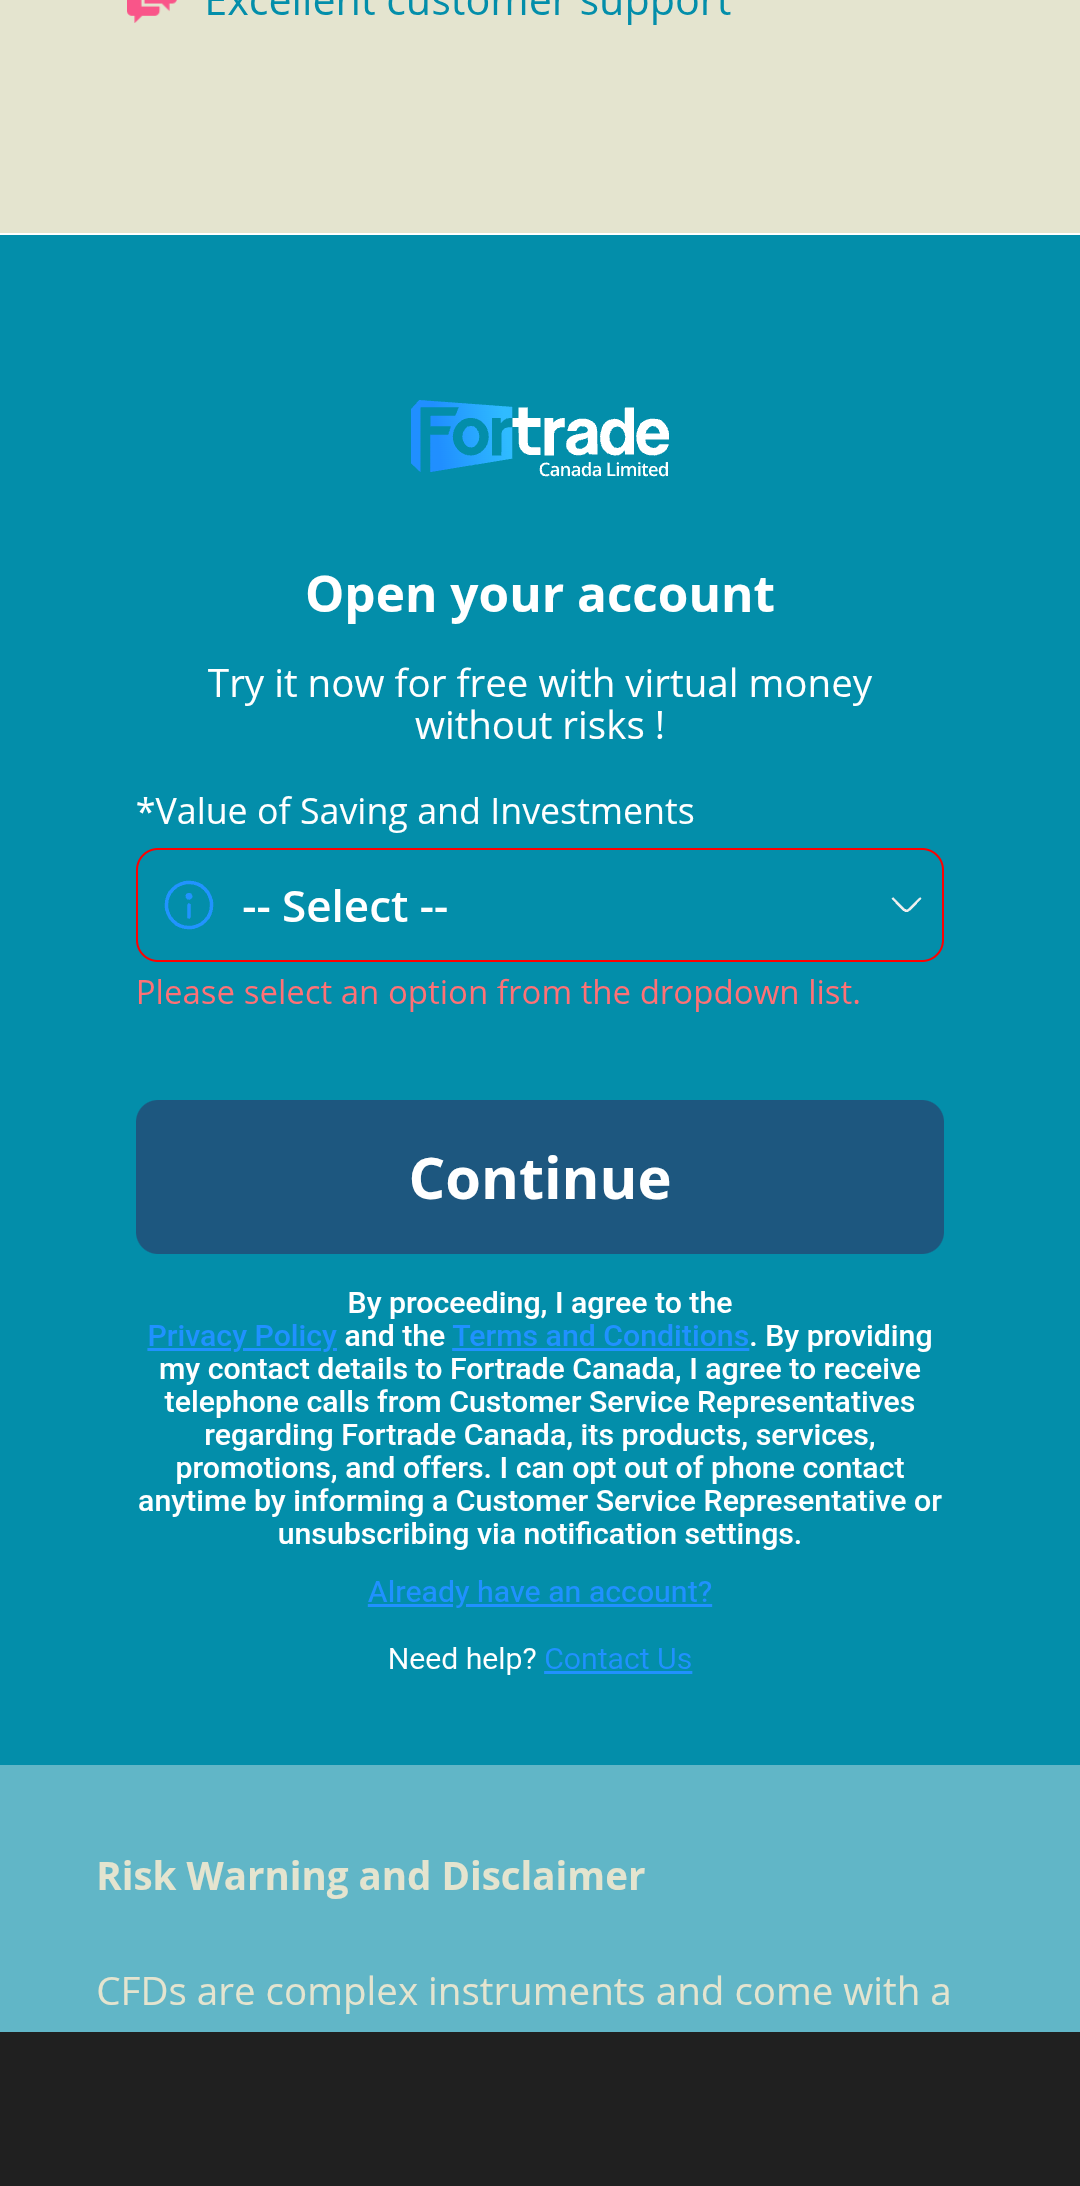 Excellent customer support
Fortrade
Canada Limited
Open your account
Try it now for free with virtual money
without risks !
*Value of Saving and Investments
-- Select --
Please select an option from the dropdown list.
Continue
By proceeding, I agree to the
Privacy Policy and the Terms and Conditions. By providing
my contact details to Fortrade Canada, I agree to receive
telephone calls from Customer Service Representatives
regarding Fortrade Canada, its products, services,
promotions, and offers. I can opt out of phone contact
anytime by informing a Customer Service Representative or
unsubscribing via notification settings.
Already have an account?
Need help? Contact Us
Risk Warning and Disclaimer
CFDs are complex instruments and come with a